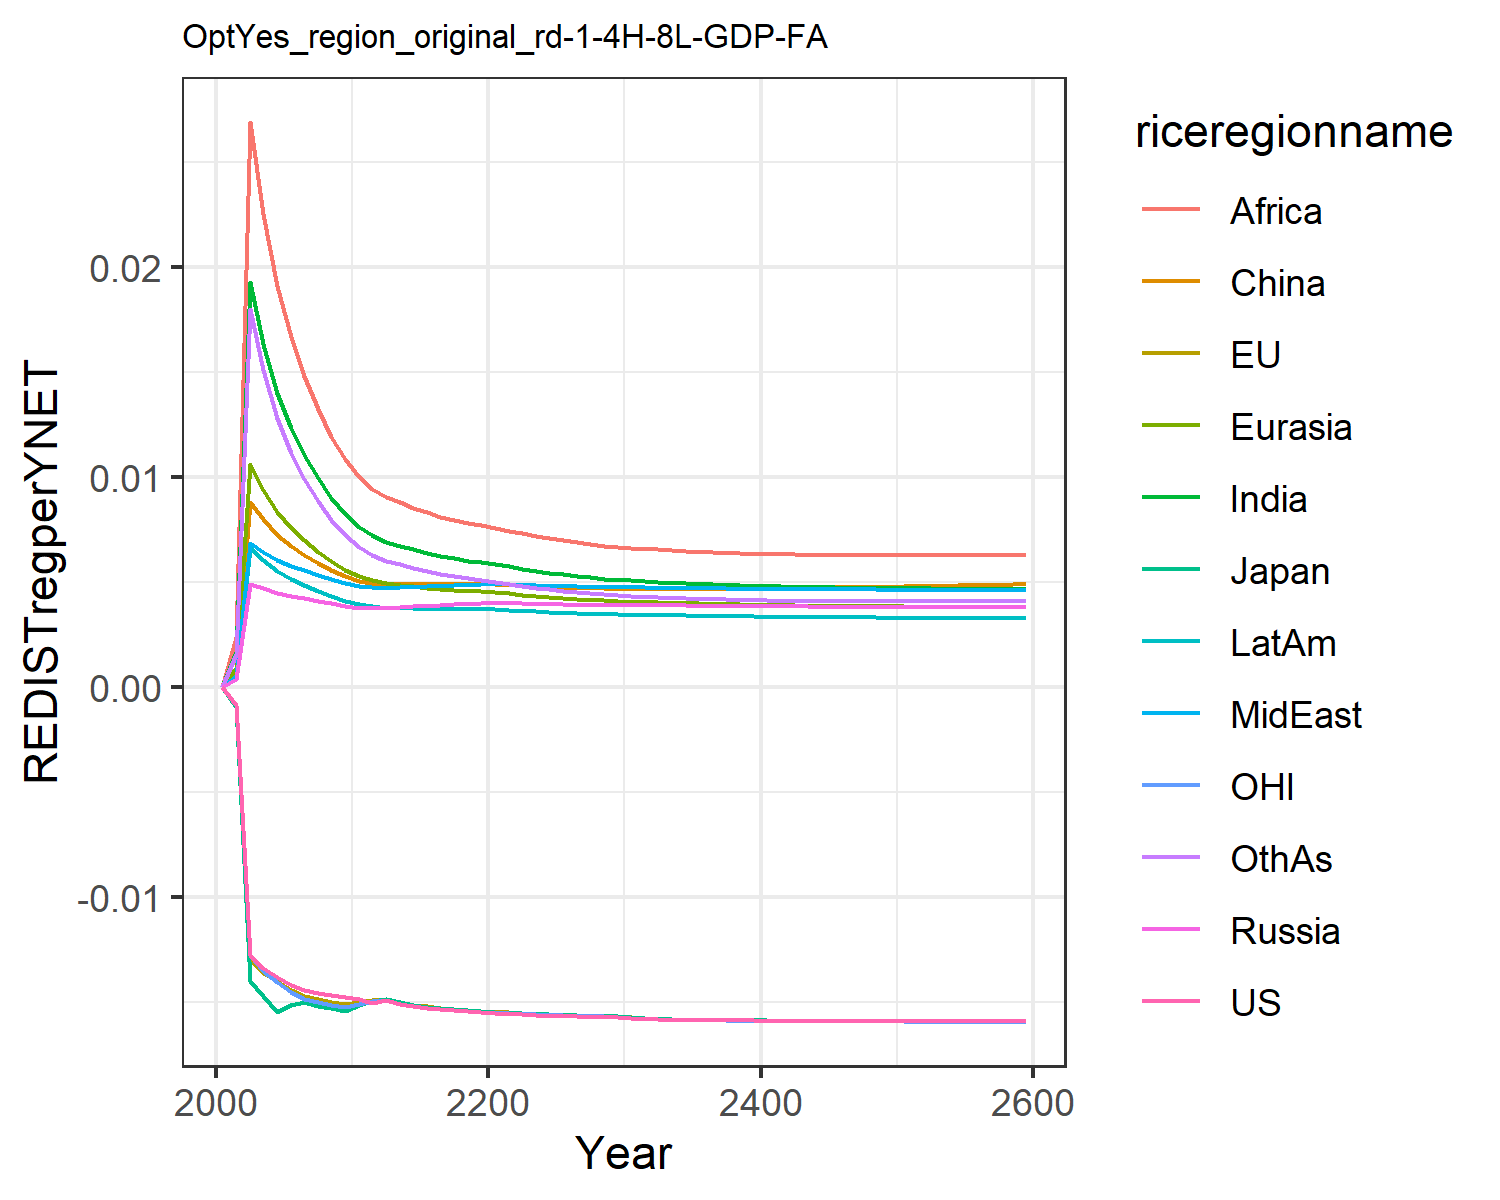 OptYes_region_original_rd-1-4H-8L-GDP-FA
REDISTregperYNET
0.02
0.01
0.00
-0.01
2000
2200
2400
2600
Year
riceregionname
Africa
China
EU
Eurasia
India
Japan
LatAm
MidEast
OHI
OthAs
Russia
US